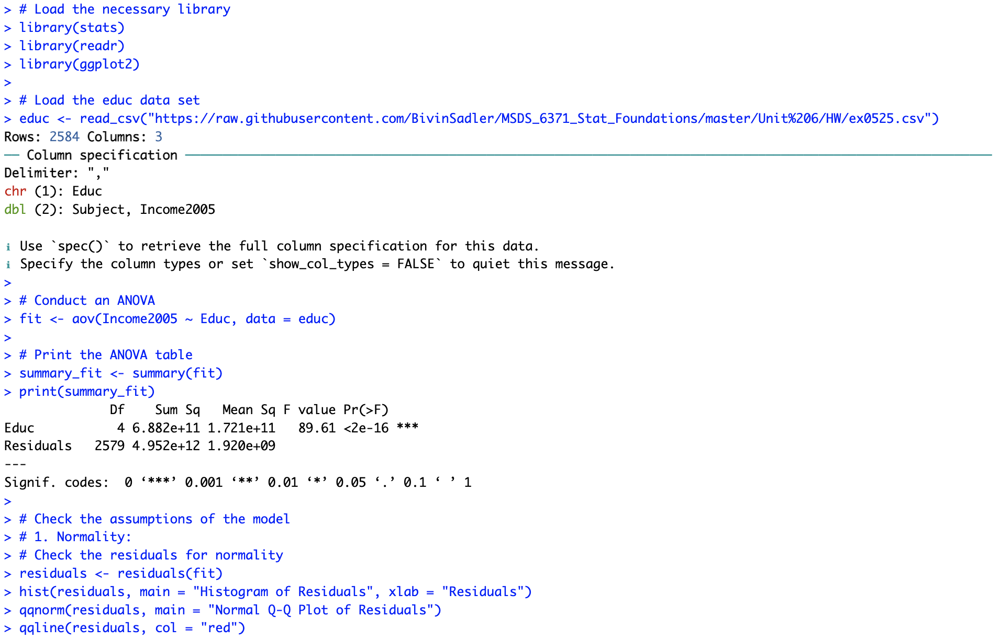 > # Load the necessary library
> library(stats)
> library(readr)
> library(ggplot2)
>
> # Load the educ data set
> educ <- read_csv("https://raw.githubusercontent.com/BivinSadler/MSDS_6371_Stat_Foundations/master/Unit%206/HW/ex0525.csv")
Rows: 2584 Columns: 3
── Column specification ──────────────────────────────
Delimiter: ","
chr (1): Educ
dbl (2): Subject, Income2005

ℹ Use `spec()` to retrieve the full column specification for this data.
ℹ Specify the column types or set `show_col_types = FALSE` to quiet this message.
>
> # Conduct an ANOVA
> fit <- aov(Income2005 ~ Educ, data = educ)
>
> # Print the ANOVA table
> summary_fit <- summary(fit)
> print(summary_fit)
              Df    Sum Sq   Mean Sq F value Pr(>F)
Educ           4 6.882e+11 1.721e+11   89.61 <2e-16 ***
Residuals   2579 4.952e+12 1.920e+09
---
Signif. codes:  0 ‘***’ 0.001 ‘**’ 0.01 ‘*’ 0.05 ‘.’ 0.1 ‘ ’ 1
>
> # Check the assumptions of the model
> # 1. Normality:
> # Check the residuals for normality
> residuals <- residuals(fit)
> hist(residuals, main = "Histogram of Residuals", xlab = "Residuals")
> qqnorm(residuals, main = "Normal Q-Q Plot of Residuals")
> qqline(residuals, col = "red")